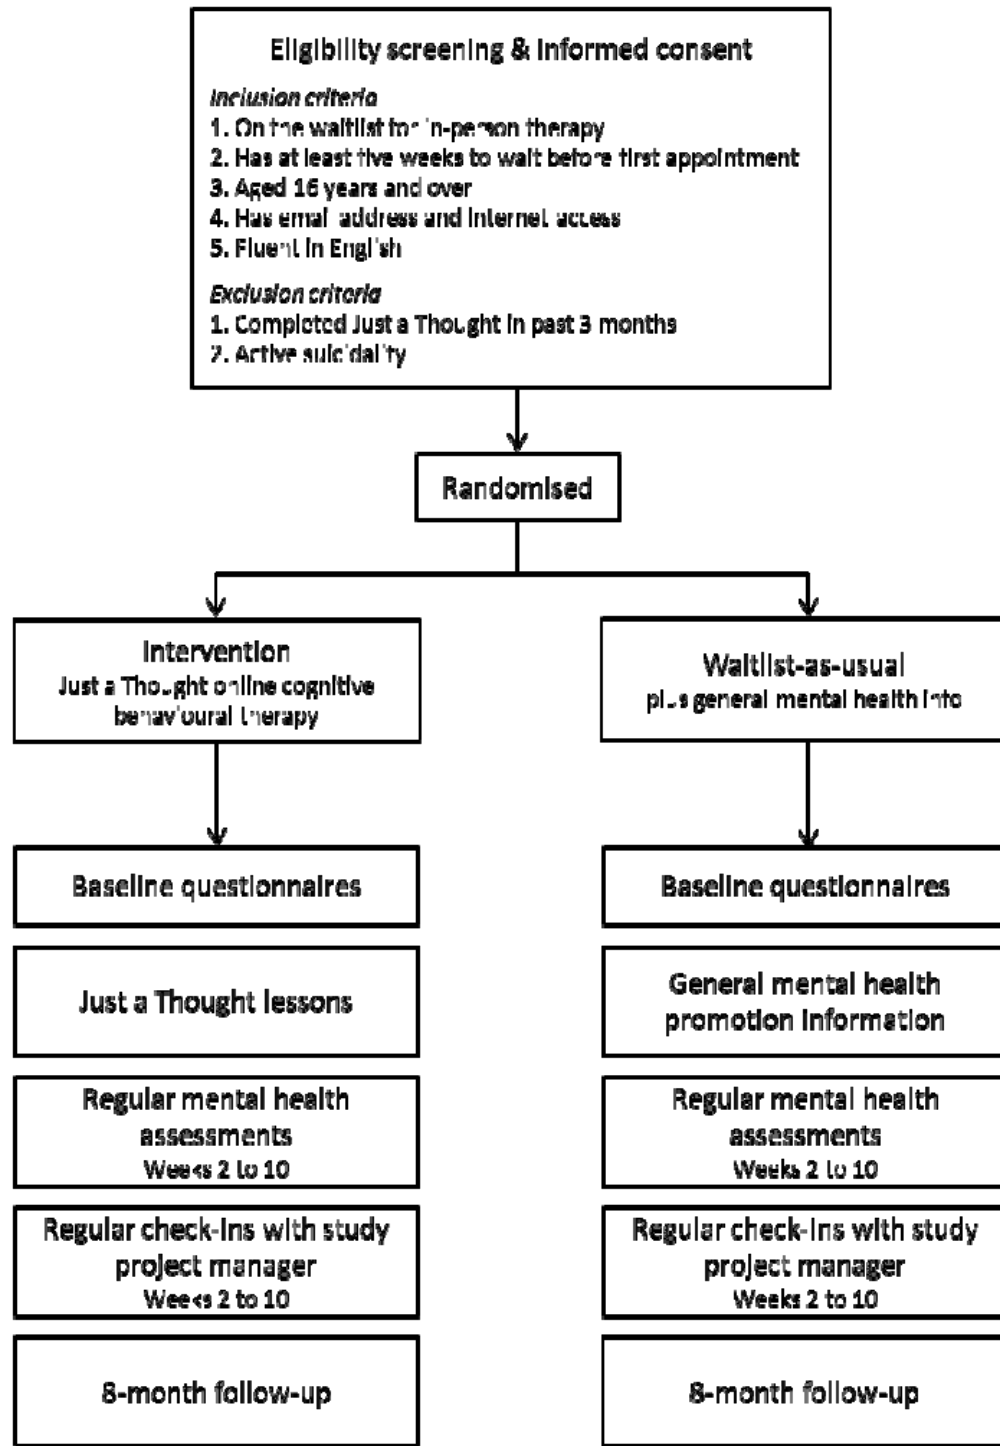 Eligibility screening & informed consent
Inclusion criteria
1. On the waitlist for in-person therapy
2. Has at least five weeks to wait before first appointment
3. Aged 16 years and over
4. Has email address and internet access
5. Fluent in English
Exclusion criteria
1. Completed Just a Thought in past 3 months
2. Active suicidality
Randomised
Intervention
Just a Thought online cognitive
behavioural therapy
Waitlist-as-usual
plus general mental health info
Baseline questionnaires
Baseline questionnaires
Just a Thought lessons
General mental health
promotion information
Regular mental health
assessments
Weeks 2 to 10
Regular mental health
assessments
Weeks 2 to 10
Regular check-ins with study
project manager
Weeks 2 to 10
Regular check-ins with study
project manager
Weeks 2 to 10
8-month follow-up
8-month follow-up